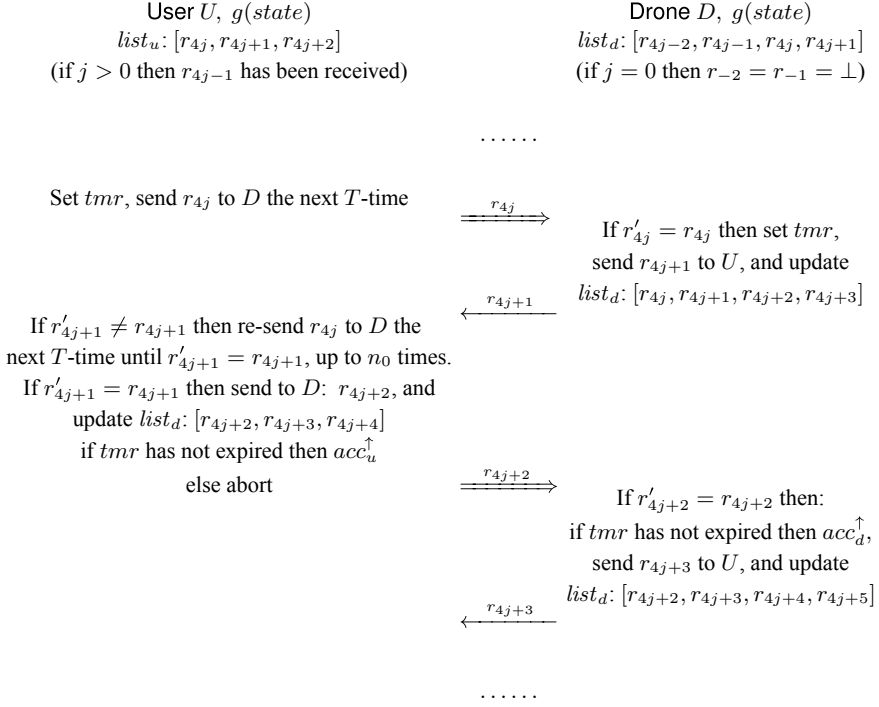 User U, g(state)
list_u: [r_{4j}, r_{4j+1}, r_{4j+2}]
(if j > 0 then r_{4j−1} has been received)
Drone D, g(state)
list_d: [r_{4j−2}, r_{4j−1}, r_{4j}, r_{4j+1}]
(if j = 0 then r_{−2} = r_{−1} = ⊥)
......
Set tmr, send r_{4j} to D the next T-time
r_{4j}
⟹
If r′_{4j} = r_{4j} then set tmr,
send r_{4j+1} to U, and update
list_d: [r_{4j}, r_{4j+1}, r_{4j+2}, r_{4j+3}]
r_{4j+1}
⟵
If r′_{4j+1} ≠ r_{4j+1} then re-send r_{4j} to D the
next T-time until r′_{4j+1} = r_{4j+1}, up to n_0 times.
If r′_{4j+1} = r_{4j+1} then send to D: r_{4j+2}, and
update list_d: [r_{4j+2}, r_{4j+3}, r_{4j+4}]
if tmr has not expired then acc_u^↑
else abort
r_{4j+2}
⟹
If r′_{4j+2} = r_{4j+2} then:
if tmr has not expired then acc_d^↑,
send r_{4j+3} to U, and update
list_d: [r_{4j+2}, r_{4j+3}, r_{4j+4}, r_{4j+5}]
r_{4j+3}
⟵
......